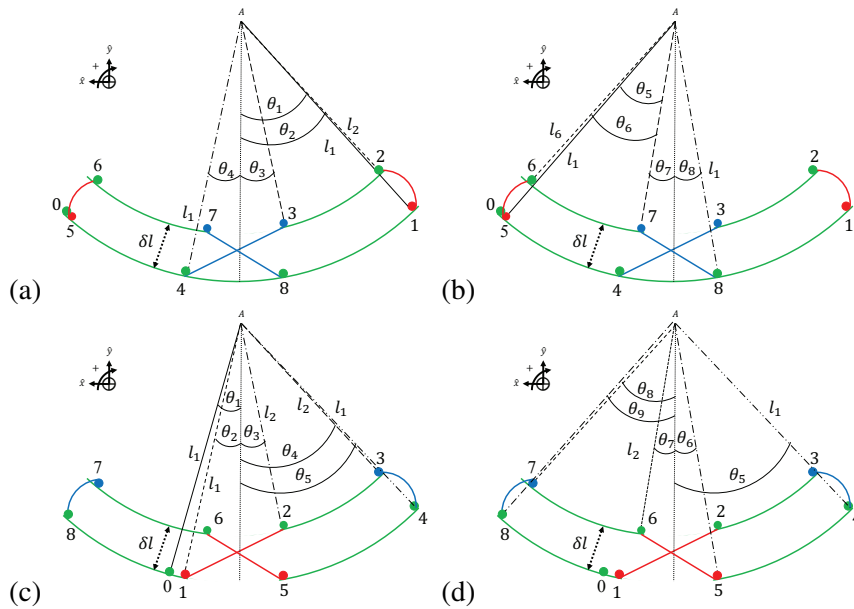 A
ŷ
+
x̂
θ₁
θ₂
l₂
l₁
θ₄
θ₃
6
2
0
5
l₁
7
3
1
δl
4
8
(a)
A
ŷ
+
x̂
θ₅
θ₆
l₆
l₁
θ₇
θ₈
l₁
6
2
0
5
7
3
1
δl
4
8
(b)
A
ŷ
+
x̂
θ₁
l₂
l₂
l₁
θ₂
θ₃
l₁
θ₄
θ₅
l₁
7
3
6
2
4
8
δl
0
1
5
(c)
A
ŷ
+
x̂
θ₈
θ₉
l₁
θ₇
θ₆
l₂
θ₅
7
3
6
2
8
δl
0
1
5
(d)